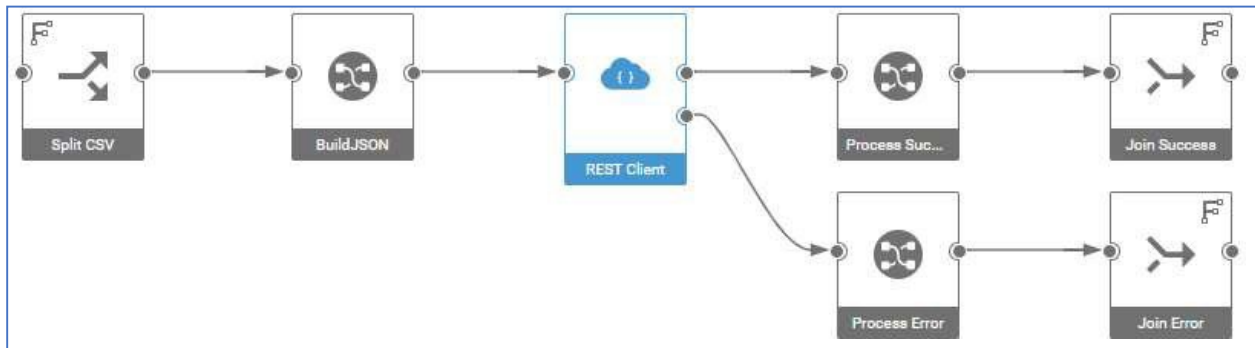 Split CSV
BuildJSON
{ }
REST Client
Process Suc...
Join Success
Process Error
Join Error